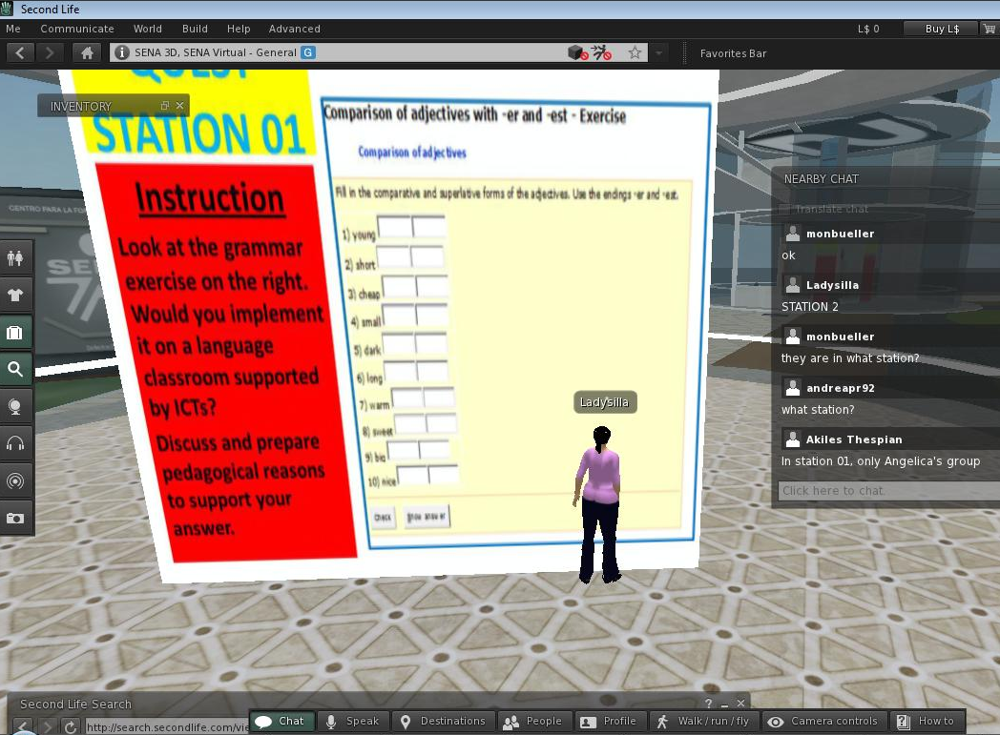 Second Life
Me Communicate World Build Help Advanced L$ 0 Buy L$
SENA 3D, SENA Virtual - General G
Favorites Bar
INVENTORY
QUEST
STATION 01
Instruction
Look at the grammar
exercise on the right.
Would you implement
it on a language
classroom supported
by ICTs?
Discuss and prepare
pedagogical reasons
to support your
answer.
Comparison of adjectives with -er and -est - Exercise
Comparison of adjectives
Fill in the comparative and superlative forms of the adjectives. Use the endings -er and -est.
1) young
2) short
3) cheap
4) small
5) dark
6) long
7) warm
8) sweet
9) big
10) nice
Check Show answer
Ladysilla
CENTRO PARA LA
NEARBY CHAT
Translate chat
monbueller
ok
Ladysilla
STATION 2
monbueller
they are in what station?
andreapr92
what station?
Akiles Thespian
In station 01, only Angelica's group
Click here to chat.
Second Life Search
http://search.secondlife.com/vie
Chat Speak Destinations People Profile Walk / run / fly Camera controls How to